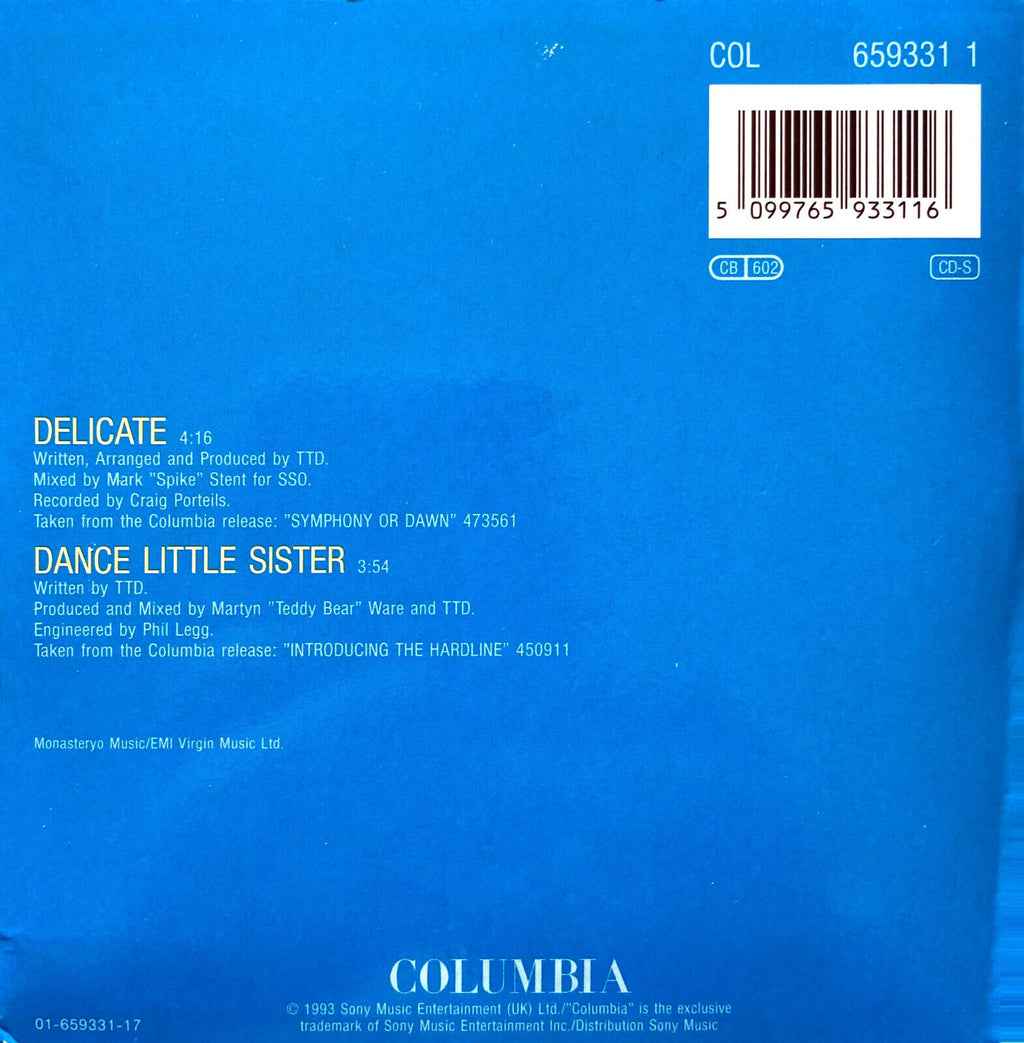 COL 659331 1
5 099765 933116
CB 602
CD-S
DELICATE 4:16
Written, Arranged and Produced by TTD.
Mixed by Mark "Spike" Stent for SSO.
Recorded by Craig Porteils.
Taken from the Columbia release: "SYMPHONY OR DAWN" 473561
DANCE LITTLE SISTER 3:54
Written by TTD.
Produced and Mixed by Martyn "Teddy Bear" Ware and TTD.
Engineered by Phil Legg.
Taken from the Columbia release: "INTRODUCING THE HARDLINE" 450911
Monasteryo Music/EMI Virgin Music Ltd.
COLUMBIA
© 1993 Sony Music Entertainment (UK) Ltd./"Columbia" is the exclusive
trademark of Sony Music Entertainment Inc./Distribution Sony Music
01-659331-17